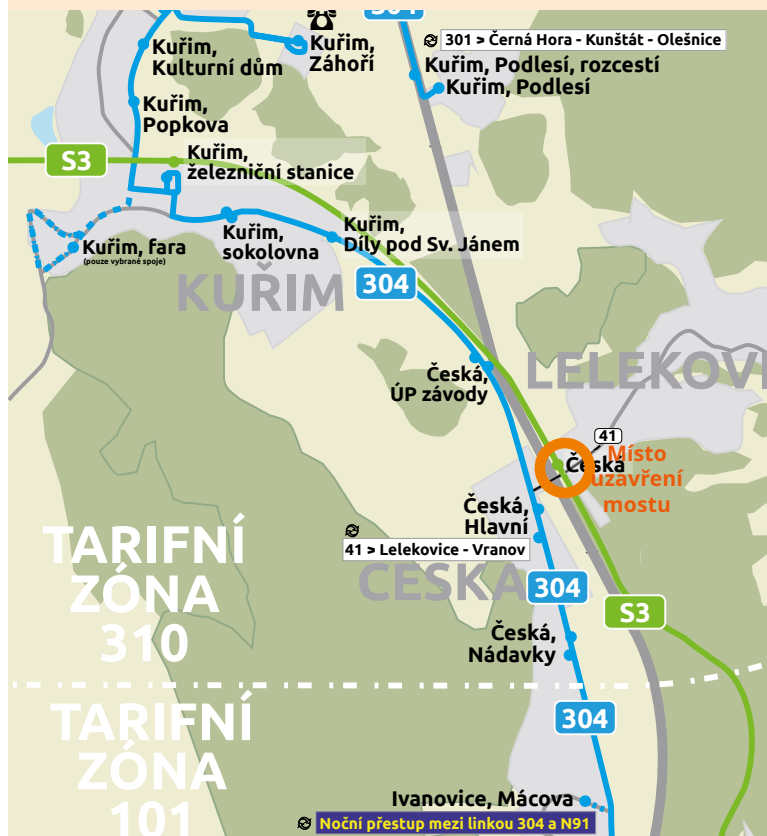 304
301 > Černá Hora - Kunštát - Olešnice
Kuřim,
Kulturní dům
Kuřim,
Záhoří
Kuřim, Podlesí, rozcestí
Kuřim, Podlesí
Kuřim,
Popkova
S3
Kuřim,
železniční stanice
Kuřim, fara
(pouze vybrané spoje)
Kuřim,
sokolovna
Kuřim,
Díly pod Sv. Jánem
KUŘIM
304
Česká,
ÚP závody
LELEKOVI
41
Česká
Místo
uzavření
mostu
Česká,
Hlavní
41 > Lelekovice - Vranov
ČESKÁ
304
S3
TARIFNÍ
ZÓNA
310
Česká,
Nádavky
TARIFNÍ
ZÓNA
101
304
Ivanovice, Mácova
Noční přestup mezi linkou 304 a N91